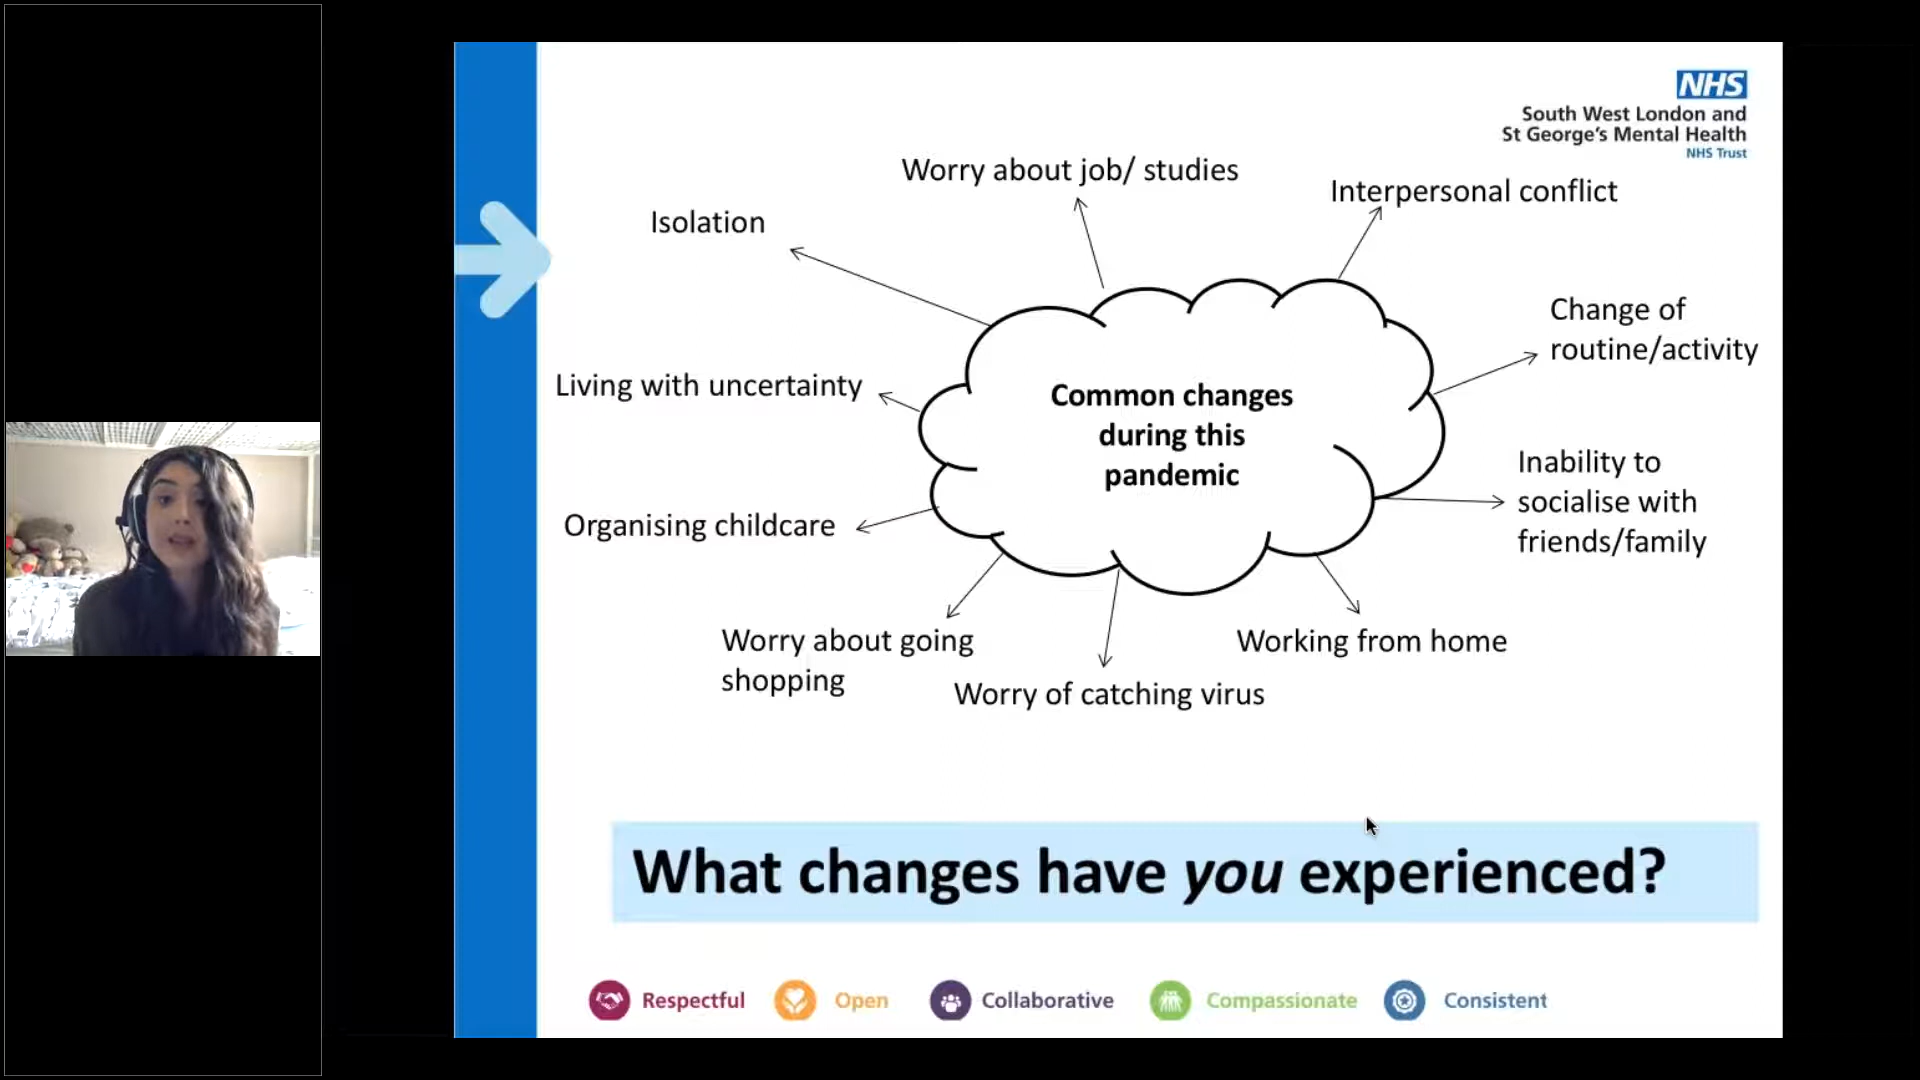 NHS
South West London and
St George's Mental Health
NHS Trust
Worry about job/ studies
Interpersonal conflict
Isolation
Change of
routine/activity
Living with uncertainty
Common changes
during this
pandemic
Inability to
socialise with
friends/family
Organising childcare
Worry about going
shopping
Working from home
Worry of catching virus
What changes have you experienced?
Respectful
Open
Collaborative
Compassionate
Consistent